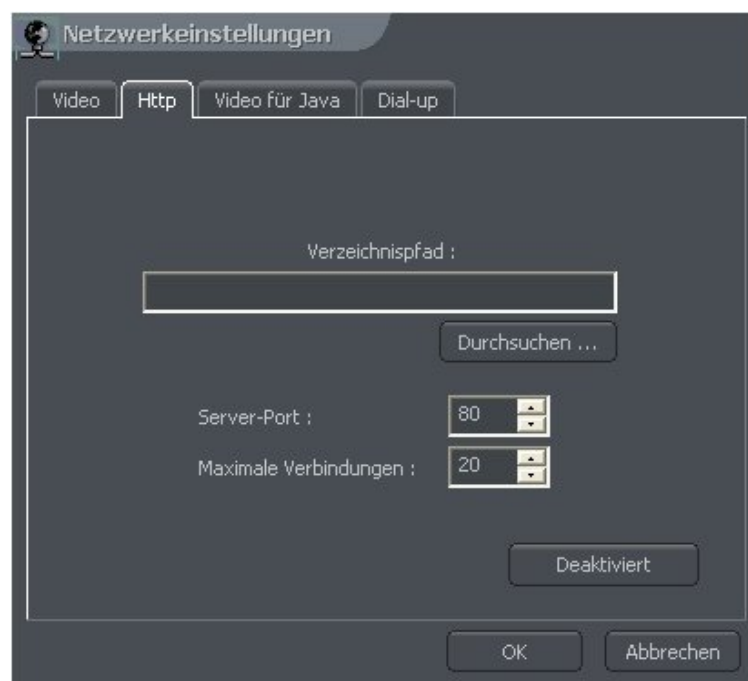 Netzwerkeinstellungen
Video Http Video für Java Dial-up
Verzeichnispfad :
Durchsuchen ...
Server-Port : 80
Maximale Verbindungen : 20
Deaktiviert
OK Abbrechen